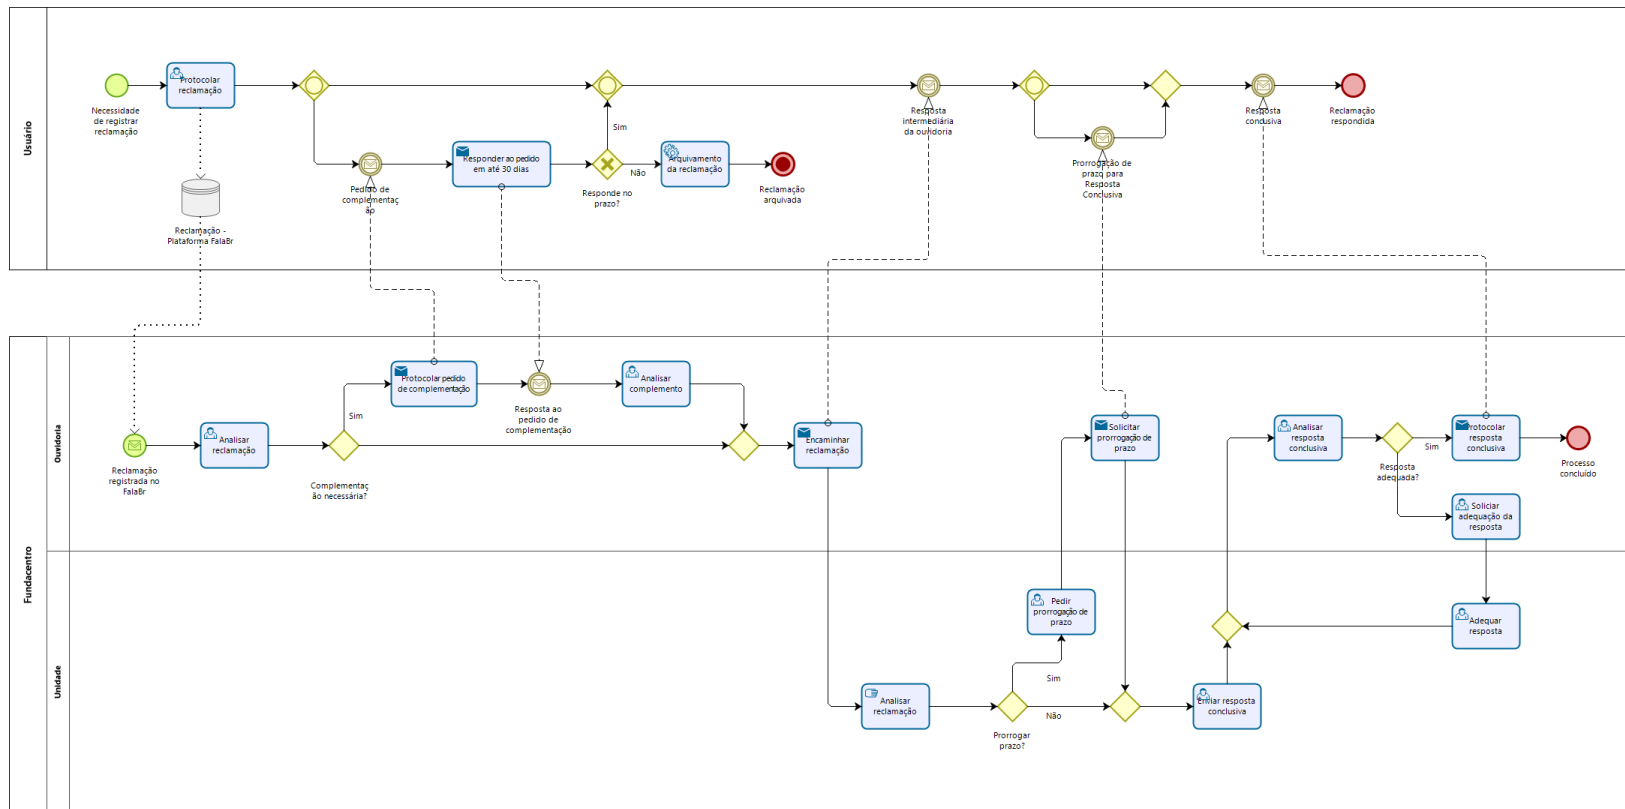 Usuário
Necessidade
de registrar
reclamação
Protocolar
reclamação
Reclamação -
Plataforma FalaBr
Pedido de
complementaç
ão
Responder ao pedido
em até 30 dias
Sim
Responde no
prazo?
Não
Arquivamento
da reclamação
Reclamação
arquivada
Resposta
intermediária
da ouvidoria
Prorrogação de
prazo para
Resposta
Conclusiva
Resposta
conclusiva
Reclamação
respondida
Fundacentro
Ouvidoria
Reclamação
registrada no
FalaBr
Analisar
reclamação
Sim
Complementaç
ão necessária?
Protocolar pedido
de complementação
Resposta ao
pedido de
complementação
Analisar
complemento
Encaminhar
reclamação
Solicitar
prorrogação de
prazo
Analisar
resposta
conclusiva
Resposta
adequada?
Sim
Protocolar
resposta
conclusiva
Processo
concluído
Soliciar
adequação da
resposta
Unidade
Analisar
reclamação
Prorrogar
prazo?
Sim
Não
Pedir
prorrogação de
prazo
Enviar resposta
conclusiva
Adequar
resposta